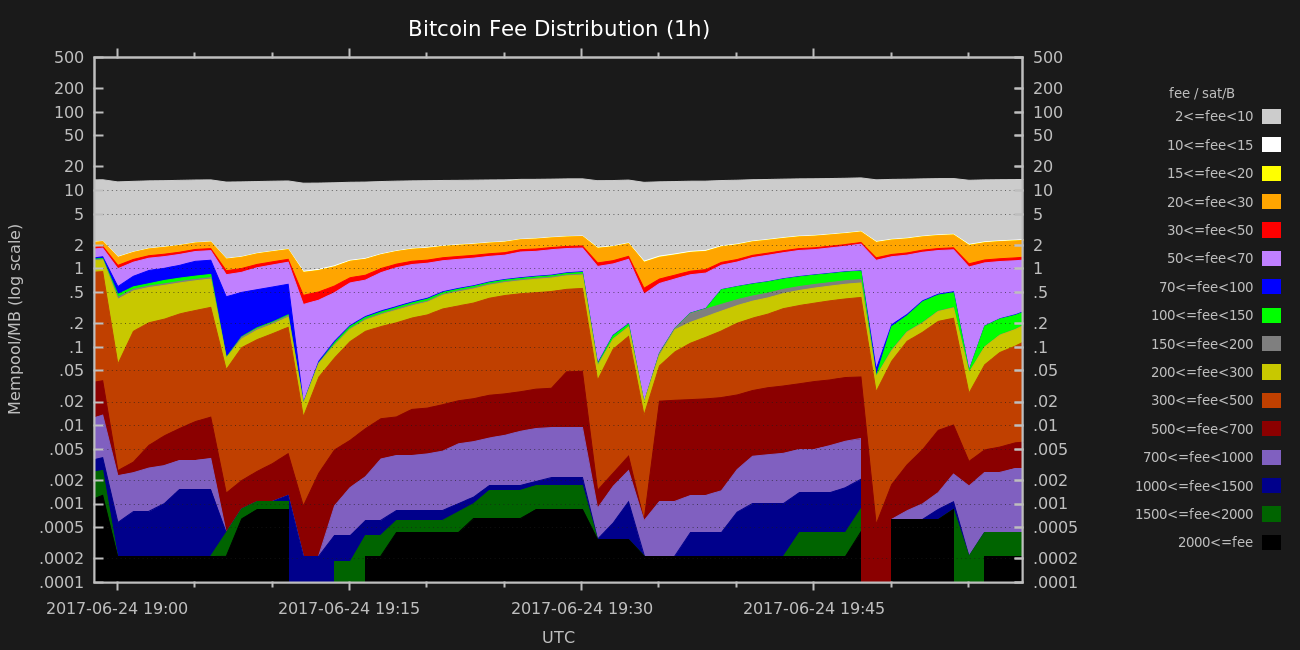 Bitcoin Fee Distribution (1h)
Mempool/MB (log scale)
500
200
100
50
20
10
5
2
1
.5
.2
.1
.05
.02
.01
.005
.002
.001
.0005
.0002
.0001
500
200
100
50
20
10
5
2
1
.5
.2
.1
.05
.02
.01
.005
.002
.001
.0005
.0002
.0001
2017-06-24 19:00
2017-06-24 19:15
2017-06-24 19:30
2017-06-24 19:45
UTC
fee / sat/B
2<=fee<10
10<=fee<15
15<=fee<20
20<=fee<30
30<=fee<50
50<=fee<70
70<=fee<100
100<=fee<150
150<=fee<200
200<=fee<300
300<=fee<500
500<=fee<700
700<=fee<1000
1000<=fee<1500
1500<=fee<2000
2000<=fee